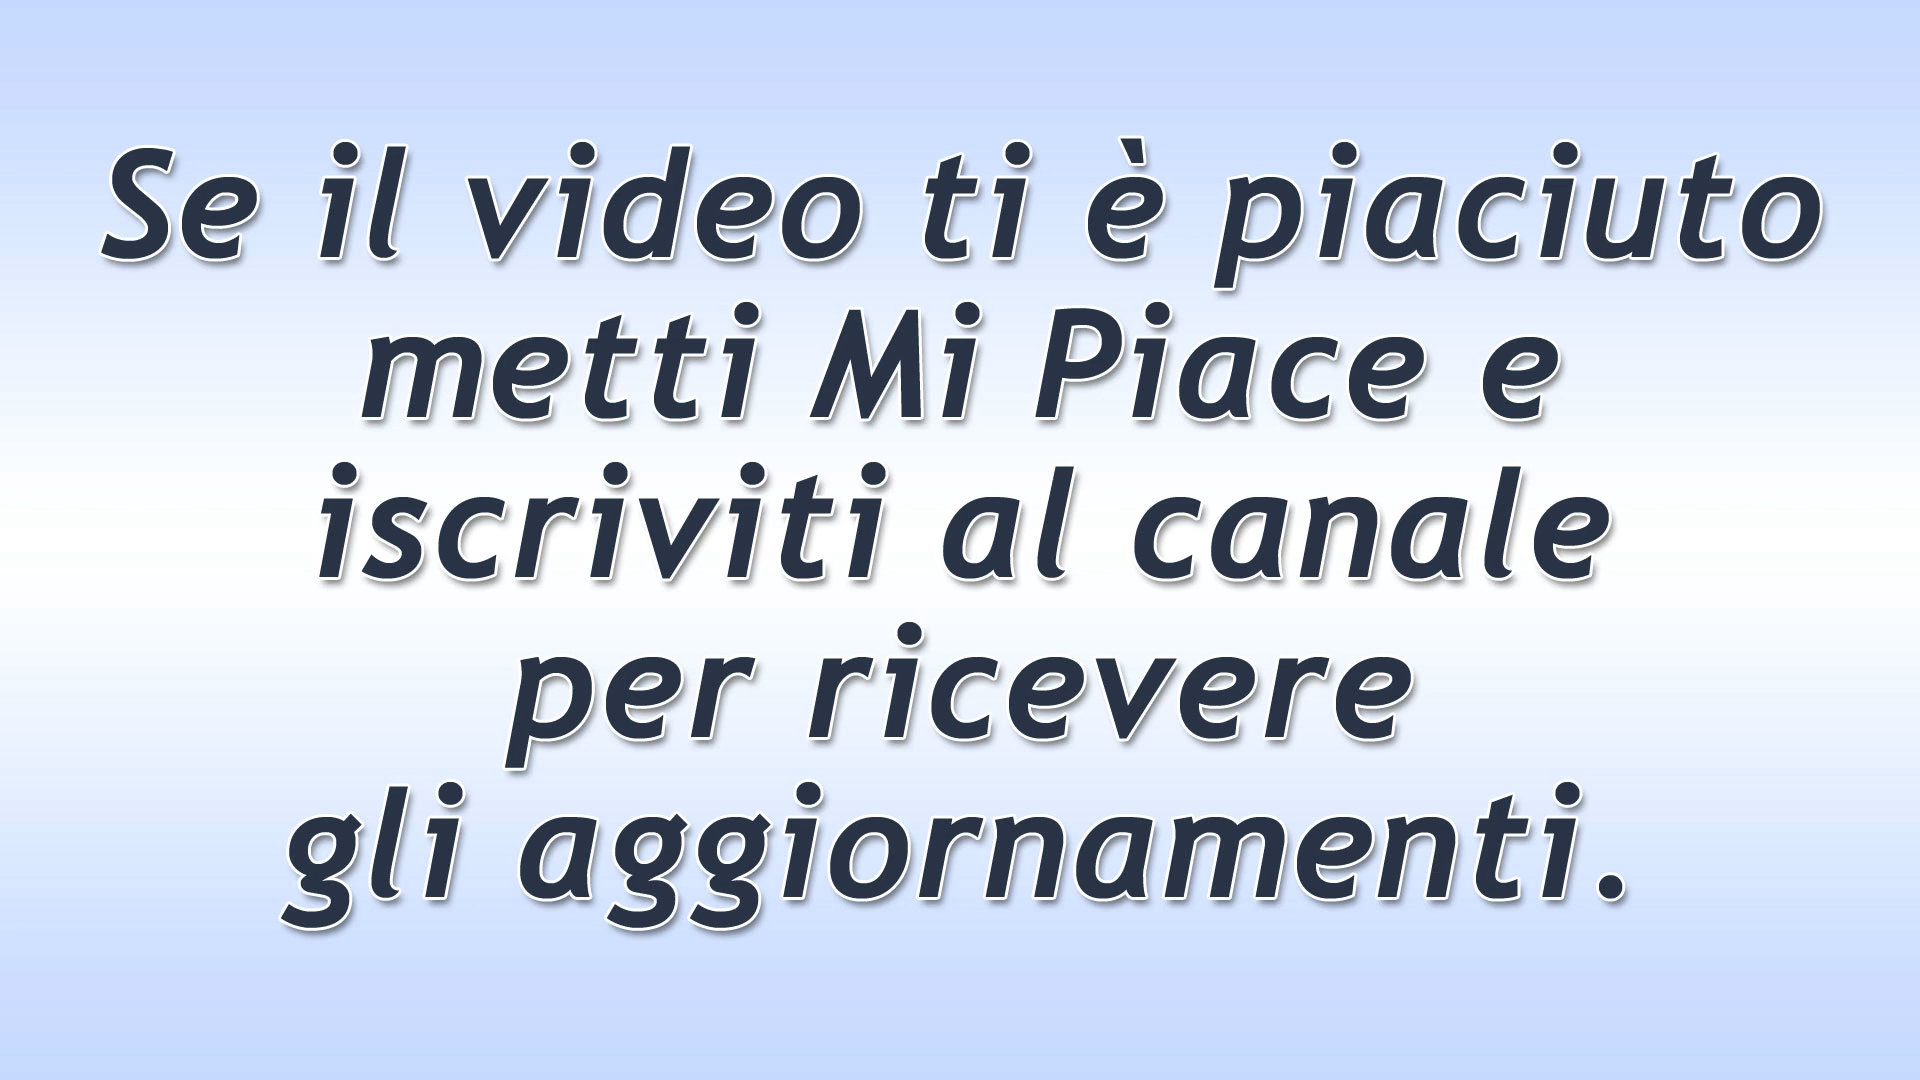 Se il video ti è piaciuto
metti Mi Piace e
iscriviti al canale
per ricevere
gli aggiornamenti.